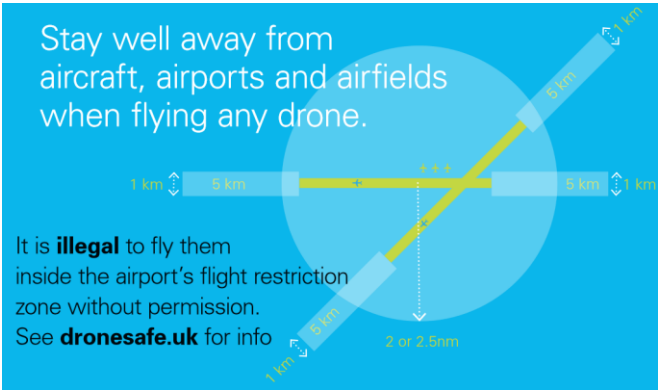 Stay well away from
aircraft, airports and airfields
when flying any drone.
1 km
5 km
1 km
5 km
5 km
1 km
It is illegal to fly them
inside the airport's flight restriction
zone without permission.
See dronesafe.uk for info
5 km
1 km
2 or 2.5nm